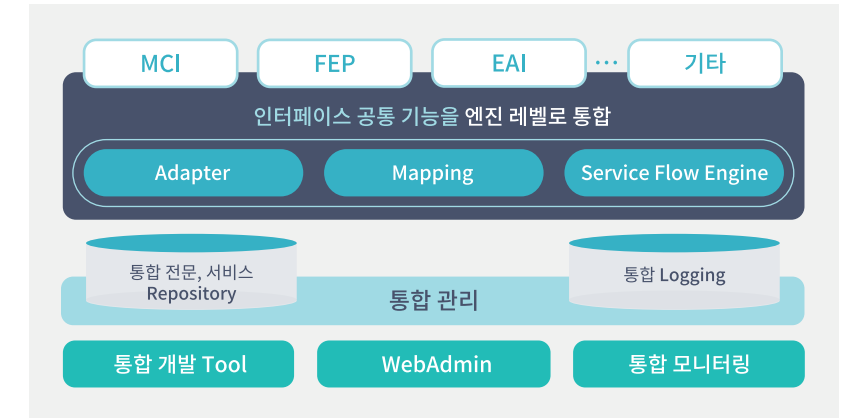 MCI
FEP
EAI
···
기타
인터페이스 공통 기능을 엔진 레벨로 통합
Adapter
Mapping
Service Flow Engine
통합 전문, 서비스
Repository
통합 Logging
통합 관리
통합 개발 Tool
WebAdmin
통합 모니터링